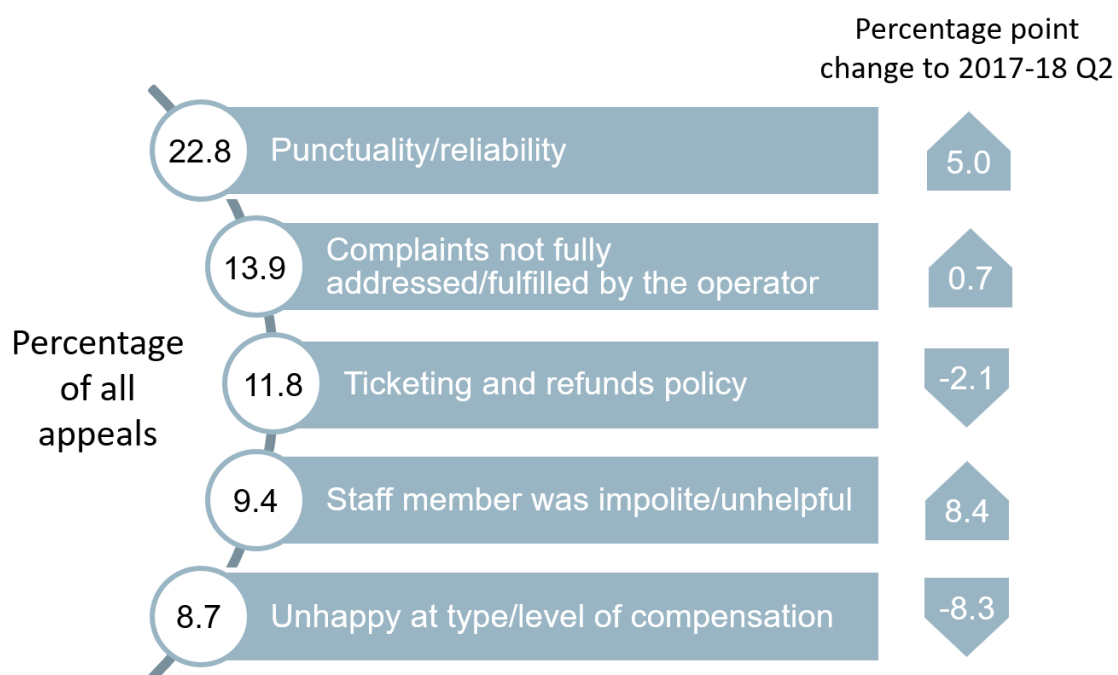 Percentage point
change to 2017-18 Q2
22.8
Punctuality/reliability
5.0
13.9
Complaints not fully
addressed/fulfilled by the operator
0.7
Percentage
of all
appeals
11.8
Ticketing and refunds policy
-2.1
9.4
Staff member was impolite/unhelpful
8.4
8.7
Unhappy at type/level of compensation
-8.3